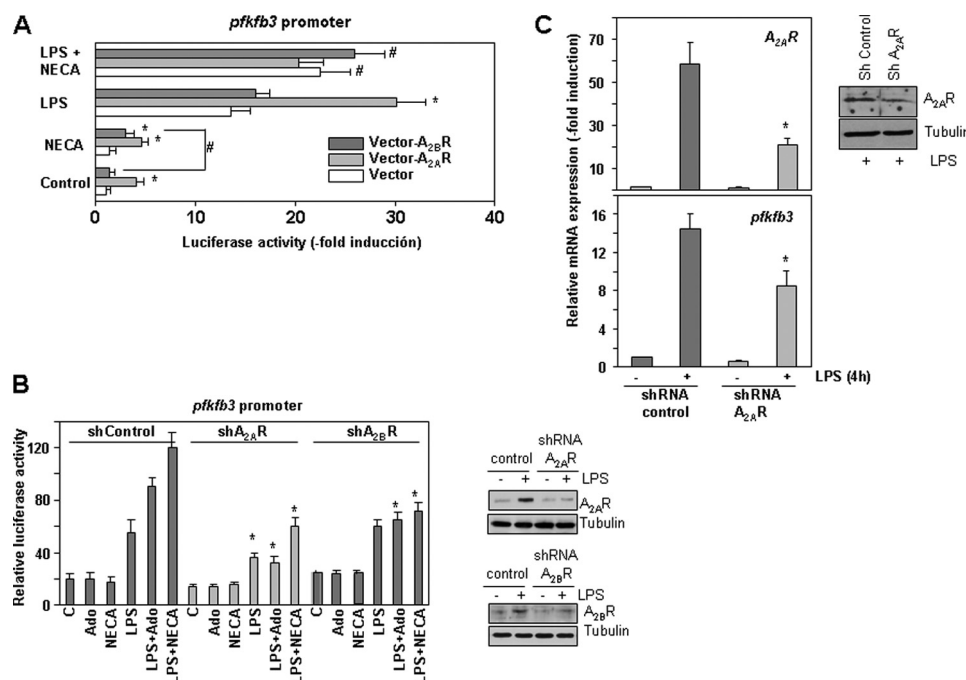 A
pfkfb3 promoter
LPS +
NECA
LPS
NECA
Control
#
#
*
*
*
#
*
Vector-A2BR
Vector-A2AR
Vector
0 10 20 30 40
Luciferase activity (-fold inducción)
B
pfkfb3 promoter
shControl shA2AR shA2BR
Relative luciferase activity
120
80
40
0
* * * * *
C Ado NECA LPS LPS+Ado LPS+NECA
C Ado NECA LPS LPS+Ado LPS+NECA
C Ado NECA LPS LPS+Ado LPS+NECA
shRNA
control A2AR
- + - + LPS
A2AR
Tubulin
shRNA
control A2BR
- + - + LPS
A2BR
Tubulin
C
Relative mRNA expression (-fold induction)
A2AR
70
50
30
10
*
pfkfb3
16
12
8
4
0
*
- + - + LPS (4h)
shRNA control
shRNA A2AR
Sh Control
Sh A2AR
A2AR
Tubulin
+ + LPS